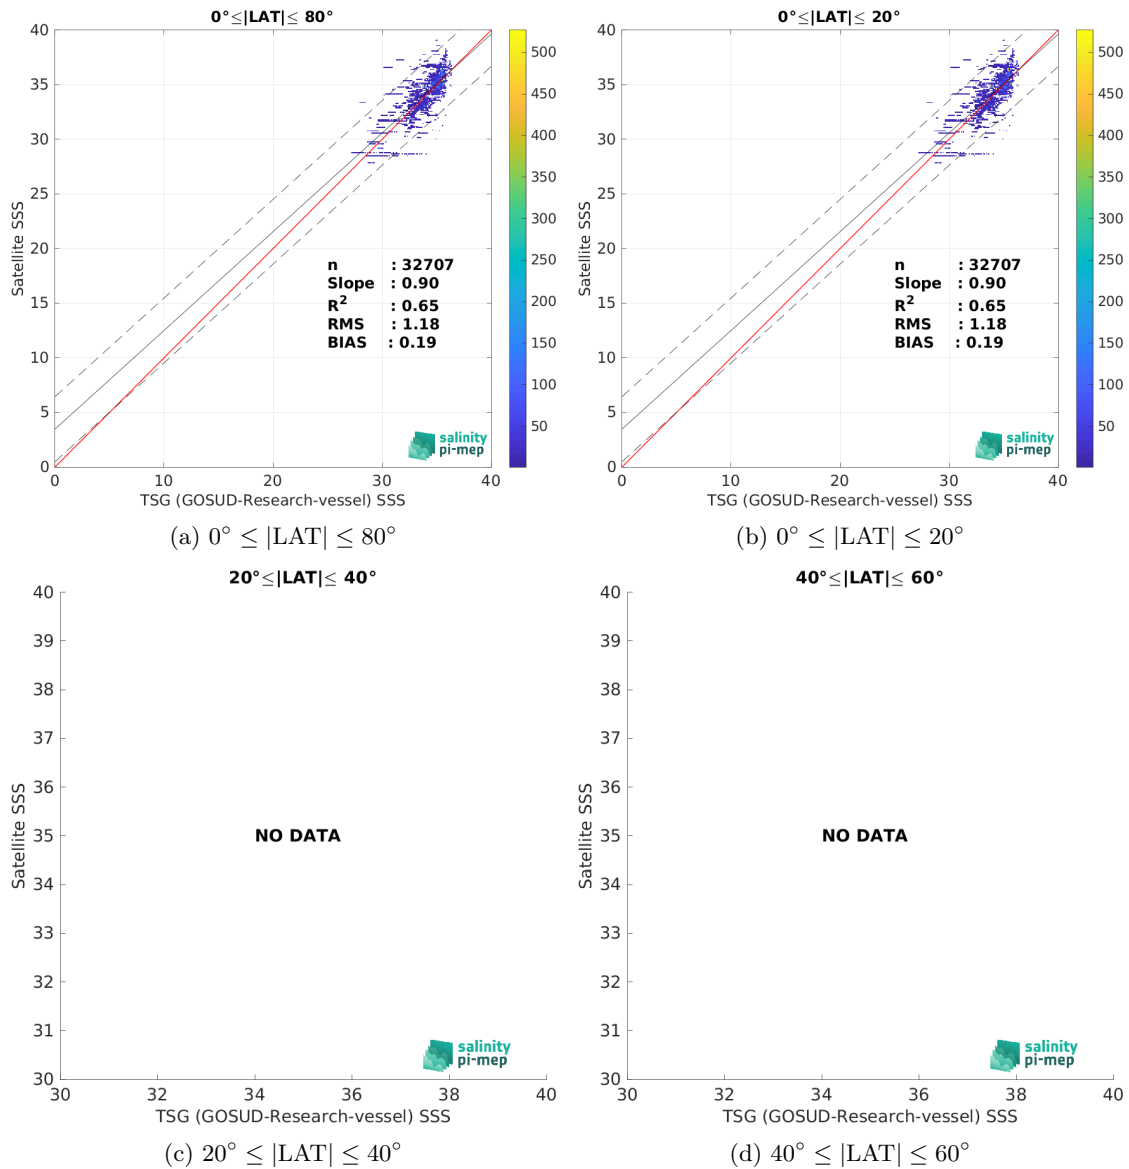 0°≤|LAT|≤ 80°
40
35
30
25
20
15
10
5
0
Satellite SSS
n : 32707
Slope : 0.90
R² : 0.65
RMS : 1.18
BIAS : 0.19
salinity
pi-mep
0 10 20 30 40
TSG (GOSUD-Research-vessel) SSS
500
450
400
350
300
250
200
150
100
50
(a) 0° ≤ |LAT| ≤ 80°
0°≤|LAT|≤ 20°
40
35
30
25
20
15
10
5
0
Satellite SSS
n : 32707
Slope : 0.90
R² : 0.65
RMS : 1.18
BIAS : 0.19
salinity
pi-mep
0 10 20 30 40
TSG (GOSUD-Research-vessel) SSS
500
450
400
350
300
250
200
150
100
50
(b) 0° ≤ |LAT| ≤ 20°
20°≤|LAT|≤ 40°
40
39
38
37
36
35
34
33
32
31
30
Satellite SSS
NO DATA
salinity
pi-mep
30 32 34 36 38 40
TSG (GOSUD-Research-vessel) SSS
(c) 20° ≤ |LAT| ≤ 40°
40°≤|LAT|≤ 60°
40
39
38
37
36
35
34
33
32
31
30
Satellite SSS
NO DATA
salinity
pi-mep
30 32 34 36 38 40
TSG (GOSUD-Research-vessel) SSS
(d) 40° ≤ |LAT| ≤ 60°